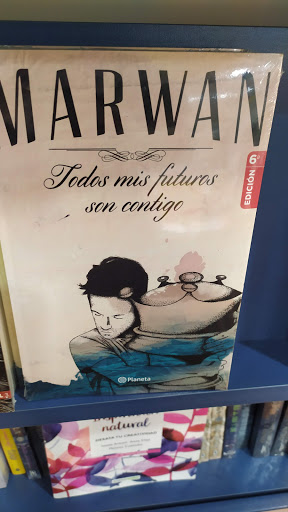 MARWAN
Todos mis futuros
son contigo
6ª
EDICIÓN
Planeta
natural